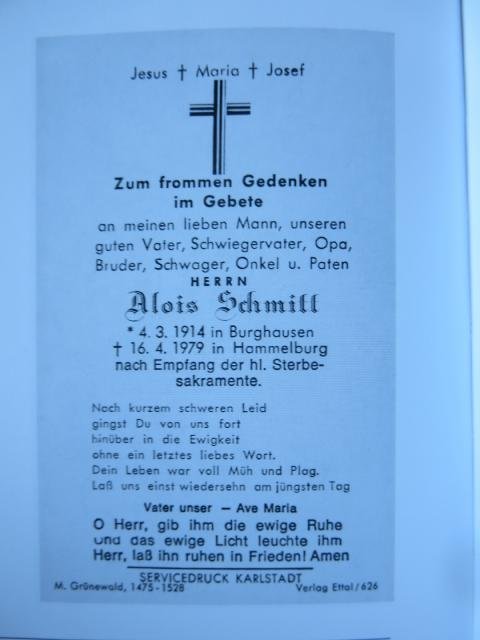 Jesus † Maria † Josef
Zum frommen Gedenken
im Gebete
an meinen lieben Mann, unseren
guten Vater, Schwiegervater, Opa,
Bruder, Schwager, Onkel u. Paten
HERRN
Alois Schmitt
* 4. 3. 1914 in Burghausen
† 16. 4. 1979 in Hammelburg
nach Empfang der hl. Sterbe-
sakramente.
Nach kurzem schweren Leid
gingst Du von uns fort
hinüber in die Ewigkeit
ohne ein letztes liebes Wort.
Dein Leben war voll Müh und Plag.
Laß uns einst wiedersehn am jüngsten Tag
Vater unser – Ave Maria
O Herr, gib ihm die ewige Ruhe
und das ewige Licht leuchte ihm
Herr, laß ihn ruhen in Frieden! Amen
SERVICEDRUCK KARLSTADT
M. Grünewald, 1475-1528 Verlag Ettal/626